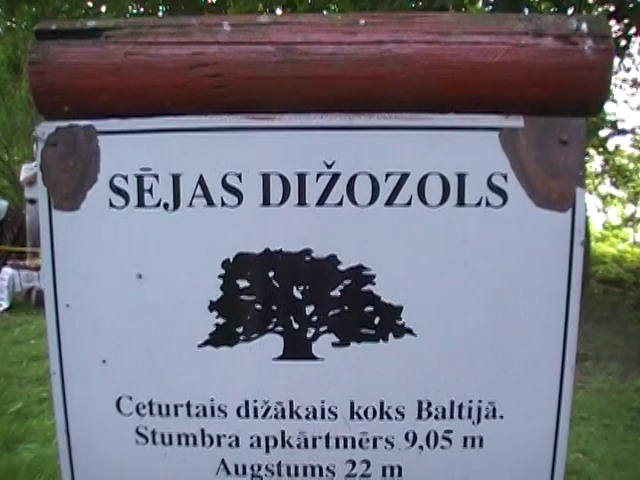 SĒJAS DIŽOZOLS
Ceturtais dižākais koks Baltijā.
Stumbra apkārtmērs 9,05 m
Augstums 22 m